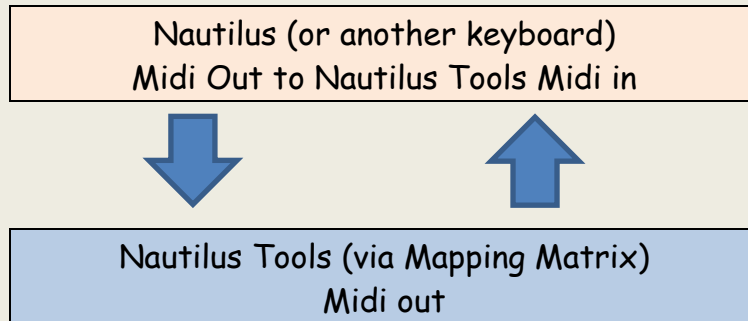 Nautilus (or another keyboard)
Midi Out to Nautilus Tools Midi in
Nautilus Tools (via Mapping Matrix)
Midi out